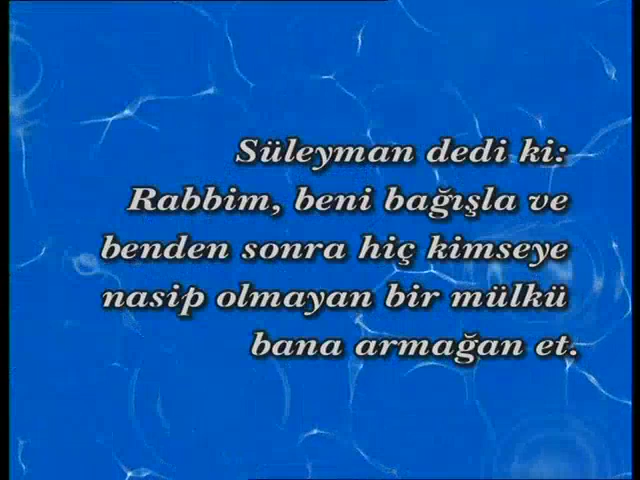 Süleyman dedi ki:
Rabbim, beni bağışla ve
benden sonra hiç kimseye
nasip olmayan bir mülkü
bana armağan et.